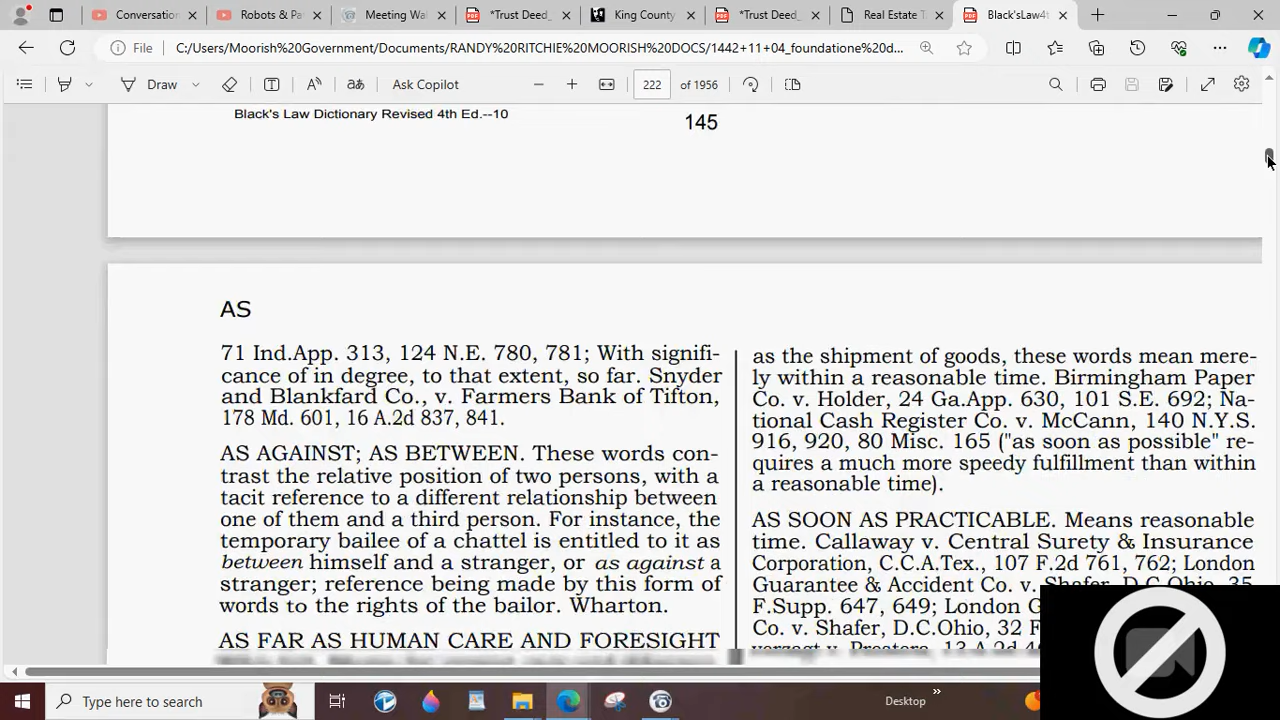 Conversation
Robots & Pa
Meeting Wal
*Trust Deed_
King County
*Trust Deed_
Real Estate T
Black'sLaw4t
File
C:/Users/Moorish%20Government/Documents/RANDY%20RITCHIE%20MOORISH%20DOCS/1442+11+04_foundatione%20d...
Draw
Ask Copilot
222 of 1956
Black's Law Dictionary Revised 4th Ed.--10
145
AS
71 Ind.App. 313, 124 N.E. 780, 781; With signifi-
cance of in degree, to that extent, so far. Snyder
and Blankfard Co., v. Farmers Bank of Tifton,
178 Md. 601, 16 A.2d 837, 841.
AS AGAINST; AS BETWEEN. These words con-
trast the relative position of two persons, with a
tacit reference to a different relationship between
one of them and a third person. For instance, the
temporary bailee of a chattel is entitled to it as
between himself and a stranger, or as against a
stranger; reference being made by this form of
words to the rights of the bailor. Wharton.
AS FAR AS HUMAN CARE AND FORESIGHT
as the shipment of goods, these words mean mere-
ly within a reasonable time. Birmingham Paper
Co. v. Holder, 24 Ga.App. 630, 101 S.E. 692; Na-
tional Cash Register Co. v. McCann, 140 N.Y.S.
916, 920, 80 Misc. 165 ("as soon as possible" re-
quires a much more speedy fulfillment than within
a reasonable time).
AS SOON AS PRACTICABLE. Means reasonable
time. Callaway v. Central Surety & Insurance
Corporation, C.C.A.Tex., 107 F.2d 761, 762; London
Guarantee & Accident Co. v. Shafer, D.C.Ohio, 35
F.Supp. 647, 649; London G
Co. v. Shafer, D.C.Ohio, 32 F
Type here to search
Desktop